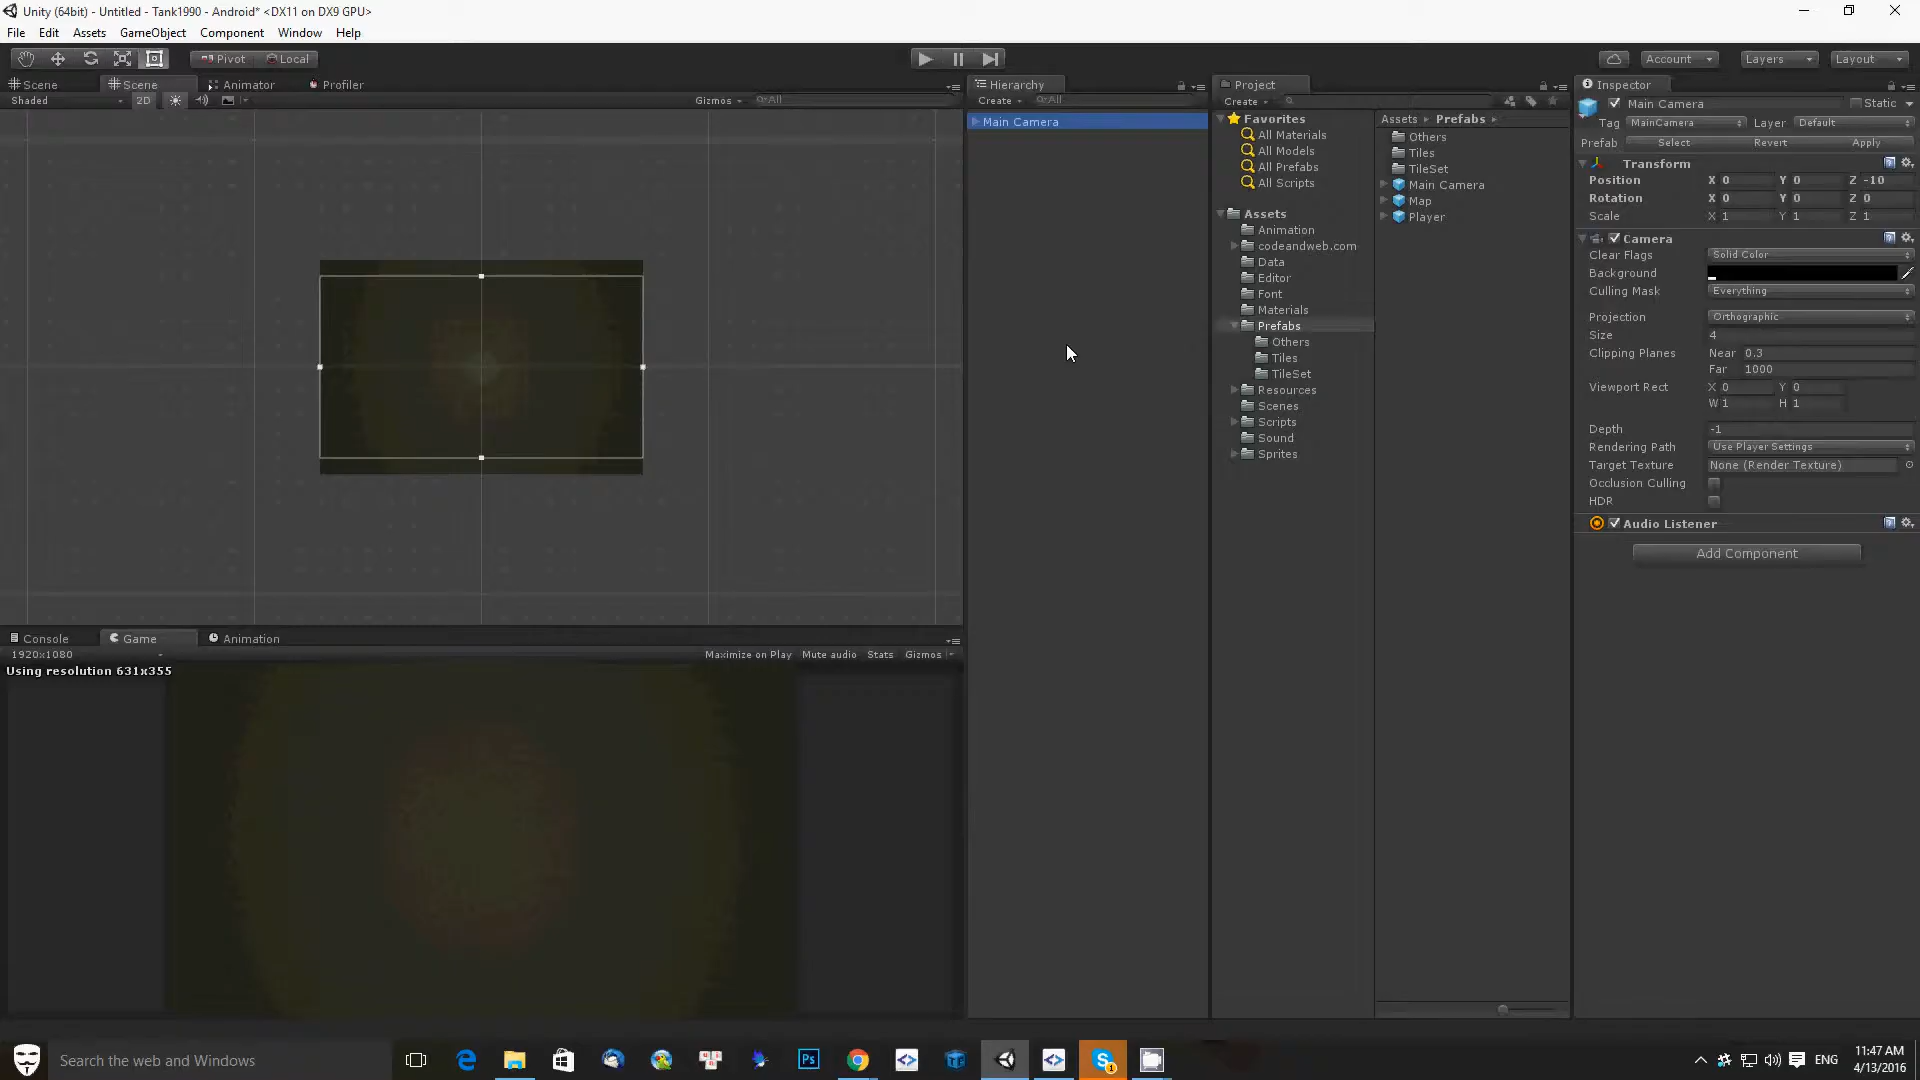 Unity (64bit) - Untitled - Tank1990 - Android* <DX11 on DX9 GPU>
File Edit Assets GameObject Component Window Help
Pivot Local Account Layers Layout
Scene Scene Animator Profiler
Shaded 2D Gizmos All
Hierarchy
Create All
Main Camera
Project
Create
Favorites
All Materials
All Models
All Prefabs
All Scripts
Assets
Animation
codeandweb.com
Data
Editor
Font
Materials
Prefabs
Others
Tiles
TileSet
Resources
Scenes
Scripts
Sound
Sprites
Assets Prefabs
Others
Tiles
TileSet
Main Camera
Map
Player
Inspector
Main Camera Static
Tag MainCamera Layer Default
Prefab Select Revert Apply
Transform
Position X 0 Y 0 Z -10
Rotation X 0 Y 0 Z 0
Scale X 1 Y 1 Z 1
Camera
Clear Flags Solid Color
Background
Culling Mask Everything
Projection Orthographic
Size 4
Clipping Planes Near 0.3
Far 1000
Viewport Rect X 0 Y 0
W 1 H 1
Depth -1
Rendering Path Use Player Settings
Target Texture None (Render Texture)
Occlusion Culling
HDR
Audio Listener
Add Component
Console Game Animation
1920x1080 Maximize on Play Mute audio Stats Gizmos
Using resolution 631x355
Search the web and Windows
Ps
S 1
ENG
11:47 AM
4/13/2016